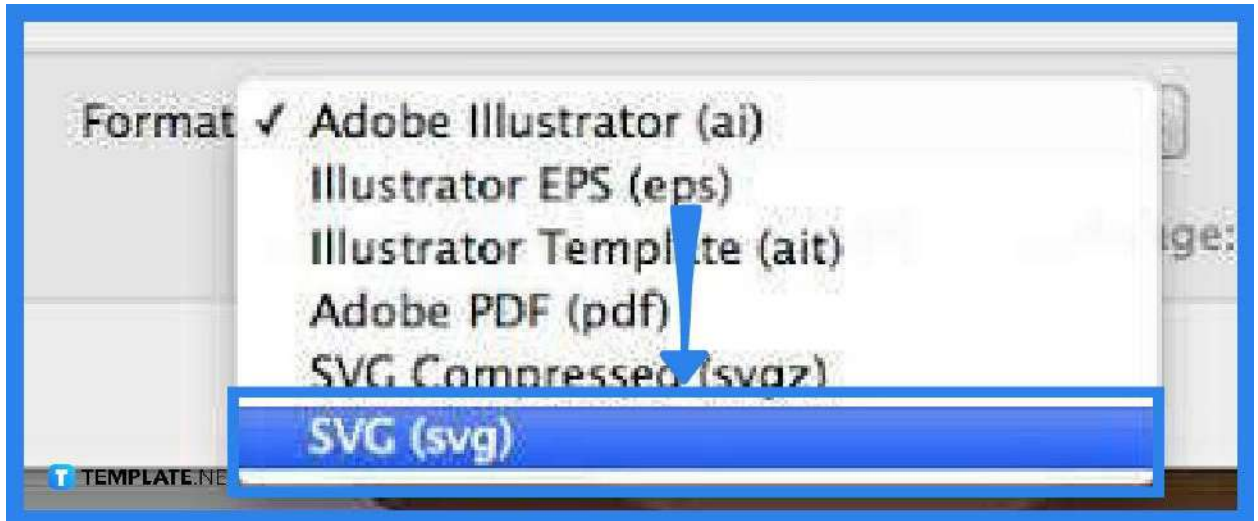 Format ✓ Adobe Illustrator (ai)
Illustrator EPS (eps)
Illustrator Template (ait)
Adobe PDF (pdf)
SVG Compressed (svgz)
SVG (svg)
T TEMPLATE.NE